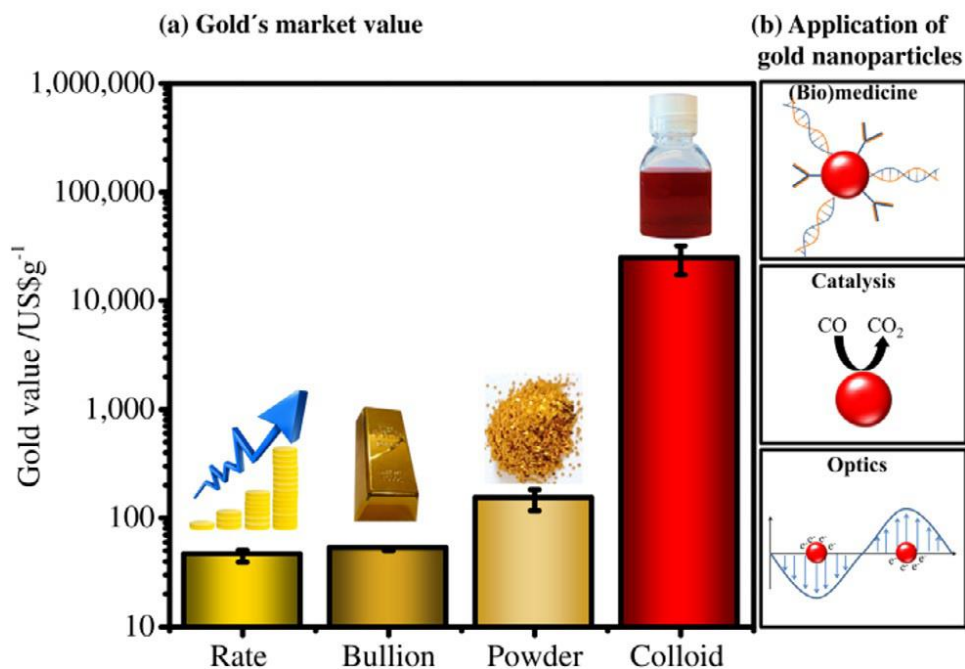 (a) Gold´s market value
(b) Application of
gold nanoparticles
Gold value /US$g⁻¹
1,000,000
100,000
10,000
1,000
100
10
Rate
Bullion
Powder
Colloid
(Bio)medicine
Catalysis
CO
CO₂
Optics
e⁻ e⁻ e⁻
e⁻ e⁻
e⁻ e⁻
e⁻ e⁻